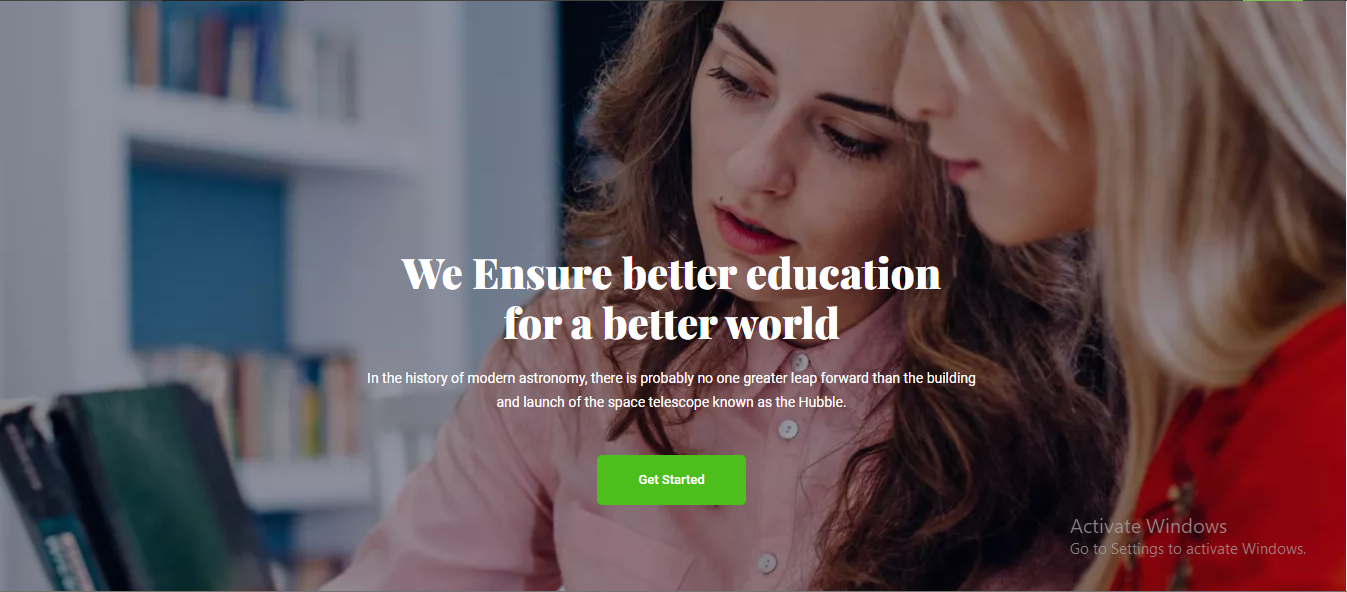 We Ensure better education
for a better world
In the history of modern astronomy, there is probably no one greater leap forward than the building
and launch of the space telescope known as the Hubble.
Get Started
Activate Windows
Go to Settings to activate Windows.